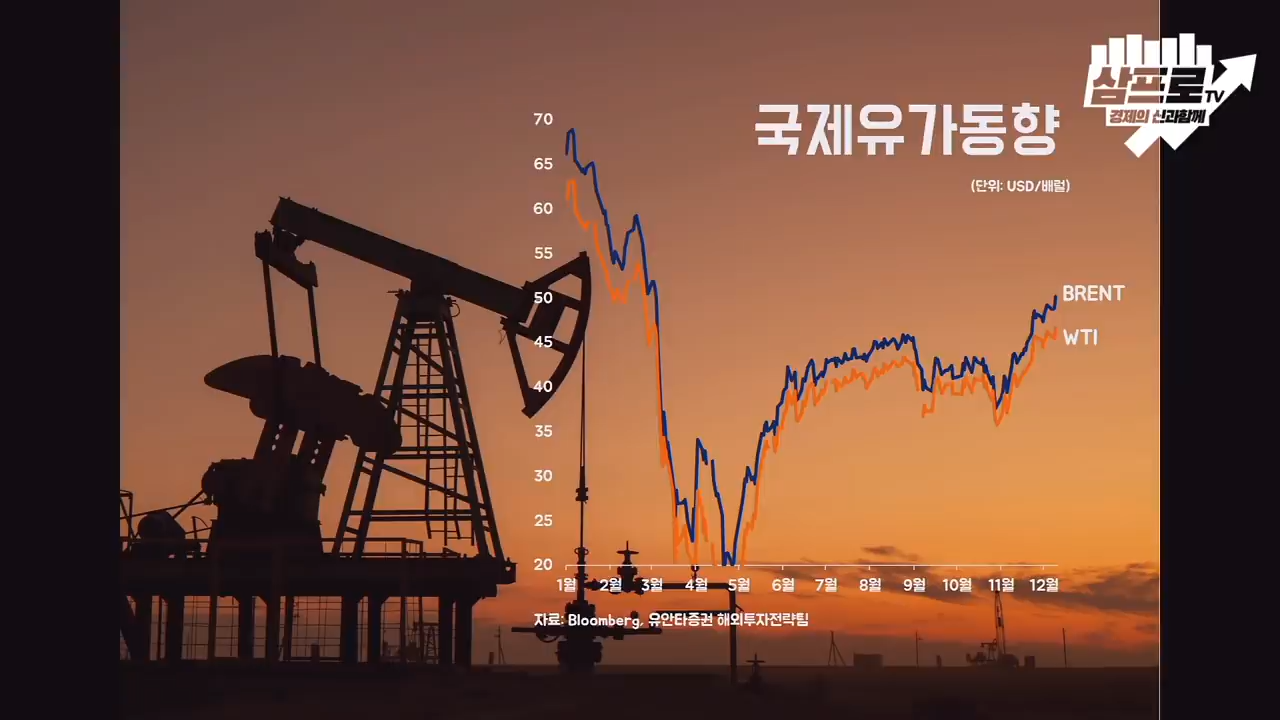 삼프로TV
경제의 신과함께
국제유가동향
(단위: USD/배럴)
70
65
60
55
50
45
40
35
30
25
20
BRENT
WTI
1월 2월 3월 4월 5월 6월 7월 8월 9월 10월 11월 12월
자료: Bloomberg, 유안타증권 해외투자전략팀